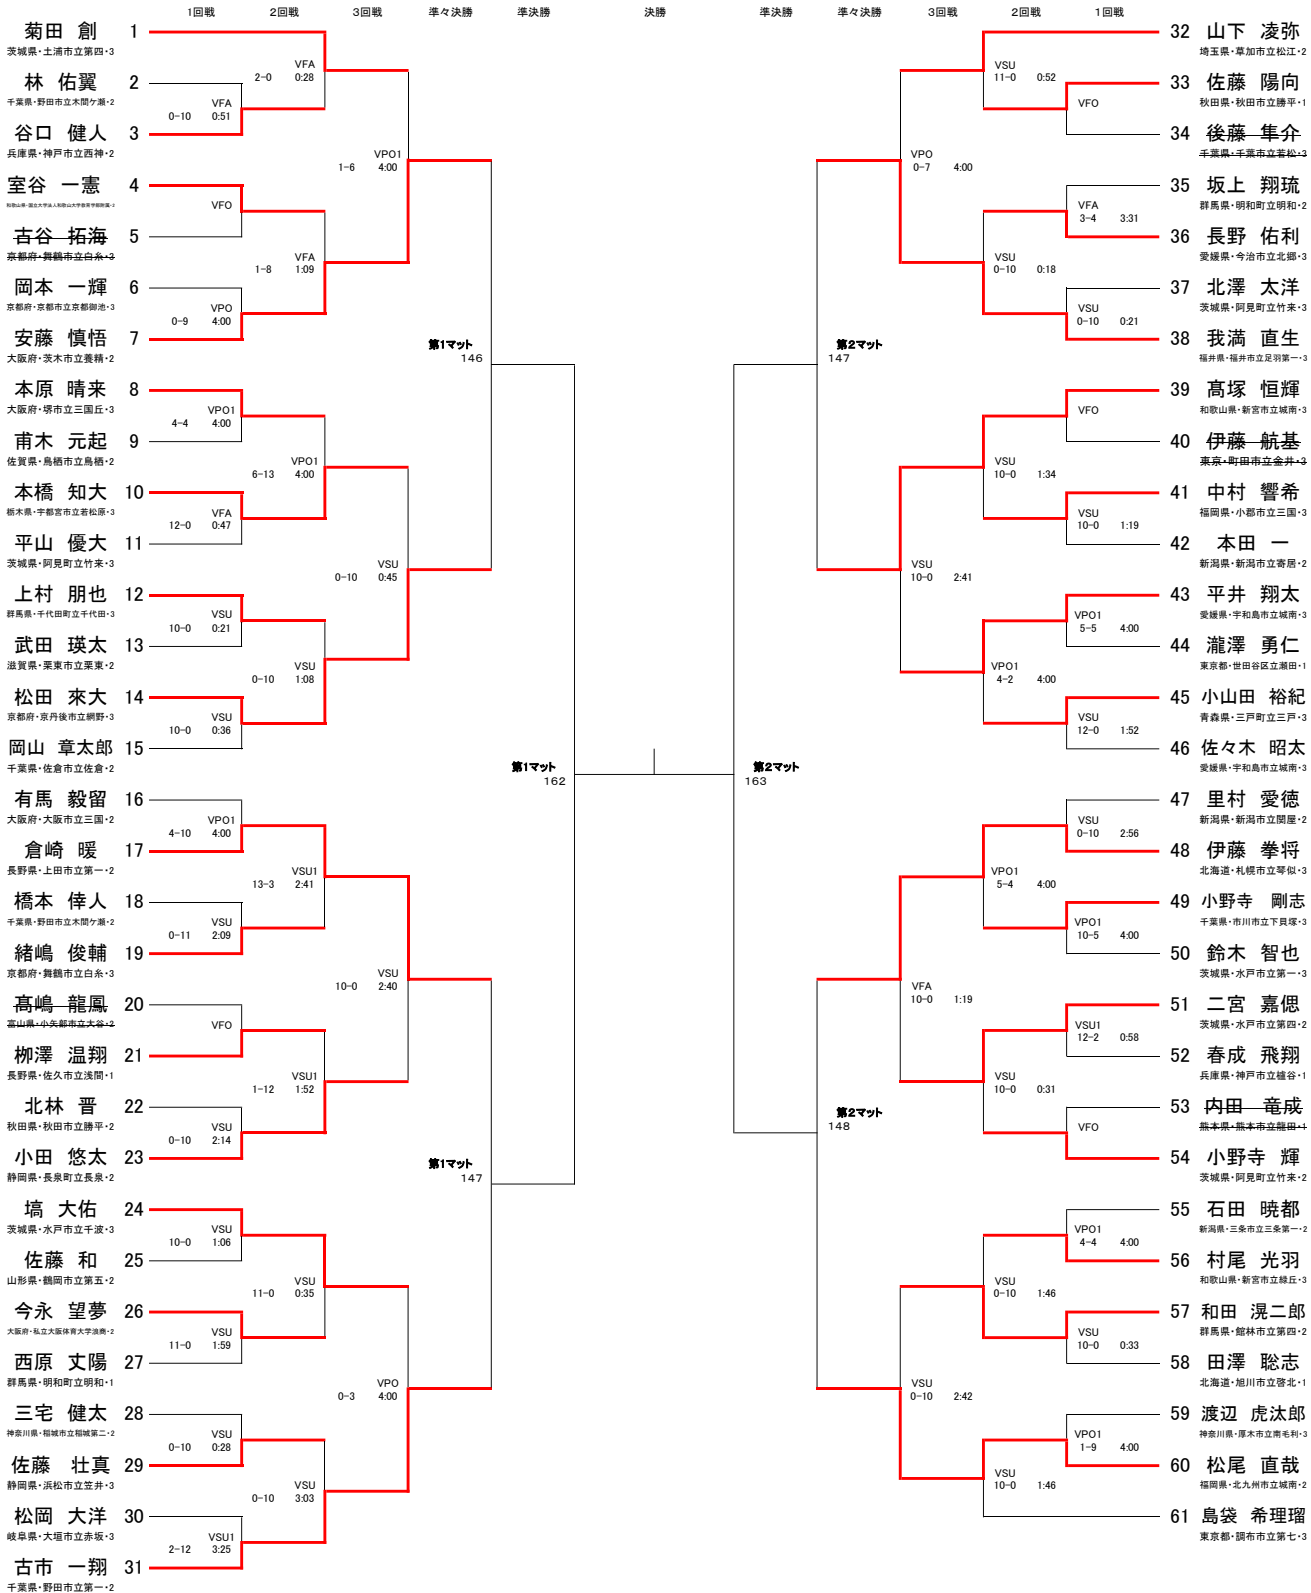 1回戦 2回戦 3回戦 準々決勝 準決勝 決勝 準決勝 準々決勝 3回戦 2回戦 1回戦
菊田 創 1
茨城県・土浦市立第四・3
林 佑翼 2
千葉県・野田市立木間ケ瀬・2
谷口 健人 3
兵庫県・神戸市立西神・2
室谷 一憲 4
和歌山県・国立大学法人和歌山大学教育学部附属・3
古谷 拓海 5
京都府・舞鶴市立白糸・3
岡本 一輝 6
京都府・京都市立京都御池・3
安藤 慎悟 7
大阪府・茨木市立養精・2
本原 晴来 8
大阪府・堺市立三国丘・3
甫木 元起 9
佐賀県・鳥栖市立鳥栖・2
本橋 知大 10
栃木県・宇都宮市立若松原・3
平山 優大 11
茨城県・阿見町立竹来・3
上村 朋也 12
群馬県・千代田町立千代田・3
武田 瑛太 13
滋賀県・栗東市立栗東・2
松田 來大 14
京都府・京丹後市立網野・3
岡山 章太郎 15
千葉県・佐倉市立佐倉・2
有馬 毅留 16
大阪府・大阪市立三国・2
倉崎 暖 17
長野県・上田市立第一・2
橋本 倖人 18
千葉県・野田市立木間ケ瀬・2
緒嶋 俊輔 19
京都府・舞鶴市立白糸・3
髙嶋 龍鳳 20
富山県・小矢部市立大谷・2
栁澤 温翔 21
長野県・佐久市立浅間・1
北林 晋 22
秋田県・秋田市立勝平・2
小田 悠太 23
静岡県・長泉町立長泉・2
塙 大佑 24
茨城県・水戸市立千波・3
佐藤 和 25
山形県・鶴岡市立第五・2
今永 望夢 26
大阪府・私立大阪体育大学浪商・2
西原 丈陽 27
群馬県・明和町立明和・1
三宅 健太 28
神奈川県・稲城市立稲城第二・2
佐藤 壮真 29
静岡県・浜松市立笠井・3
松岡 大洋 30
岐阜県・大垣市立赤坂・3
古市 一翔 31
千葉県・野田市立第一・2
VFA
0-10 0:51
VFO
VPO
0-9 4:00
VPO1
4-4 4:00
VFA
12-0 0:47
VSU
10-0 0:21
VSU
10-0 0:36
VPO1
4-10 4:00
VSU
0-11 2:09
VFO
VSU
0-10 2:14
VSU
10-0 1:06
VSU
11-0 1:59
VSU
0-10 0:28
VSU1
2-12 3:25
VFA
2-0 0:28
VFA
1-8 1:09
VPO1
6-13 4:00
VSU
0-10 1:08
VSU1
13-3 2:41
VSU1
1-12 1:52
VSU
11-0 0:35
VSU
0-10 3:03
VPO1
1-6 4:00
VSU
0-10 0:45
VSU
10-0 2:40
VPO
0-3 4:00
第1マット
146
第1マット
147
第1マット
162
第2マット
163
第2マット
147
第2マット
148
VPO
0-7 4:00
VSU
10-0 2:41
VFA
10-0 1:19
VSU
0-10 2:42
VSU
11-0 0:52
VSU
0-10 0:18
VSU
10-0 1:34
VPO1
4-2 4:00
VPO1
5-4 4:00
VSU
10-0 0:31
VSU
0-10 1:46
VSU
10-0 1:46
VFO
VFA
3-4 3:31
VSU
0-10 0:21
VFO
VSU
10-0 1:19
VPO1
5-5 4:00
VSU
12-0 1:52
VSU
0-10 2:56
VPO1
10-5 4:00
VSU1
12-2 0:58
VFO
VPO1
4-4 4:00
VSU
10-0 0:33
VPO1
1-9 4:00
32 山下 凌弥
埼玉県・草加市立松江・2
33 佐藤 陽向
秋田県・秋田市立勝平・1
34 後藤 隼介
千葉県・千葉市立若松・3
35 坂上 翔琉
群馬県・明和町立明和・2
36 長野 佑利
愛媛県・今治市立北郷・3
37 北澤 太洋
茨城県・阿見町立竹来・3
38 我満 直生
福井県・福井市立足羽第一・3
39 髙塚 恒輝
和歌山県・新宮市立城南・3
40 伊藤 航基
東京・町田市立金井・3
41 中村 響希
福岡県・小郡市立三国・3
42 本田 一
新潟県・新潟市立寄居・2
43 平井 翔太
愛媛県・宇和島市立城南・3
44 瀧澤 勇仁
東京都・世田谷区立瀬田・1
45 小山田 裕紀
青森県・三戸町立三戸・3
46 佐々木 昭太
愛媛県・宇和島市立城南・3
47 里村 愛徳
新潟県・新潟市立関屋・2
48 伊藤 拳将
北海道・札幌市立琴似・3
49 小野寺 剛志
千葉県・市川市立下貝塚・3
50 鈴木 智也
茨城県・水戸市立第一・3
51 二宮 嘉偲
茨城県・水戸市立第四・2
52 春成 飛翔
兵庫県・神戸市立櫨谷・1
53 内田 竜成
熊本県・熊本市立龍田・1
54 小野寺 輝
茨城県・阿見町立竹来・2
55 石田 暁都
新潟県・三条市立三条第一・2
56 村尾 光羽
和歌山県・新宮市立緑丘・3
57 和田 滉二郎
群馬県・館林市立第四・2
58 田澤 聡志
北海道・旭川市立啓北・1
59 渡辺 虎汰郎
神奈川県・厚木市立南毛利・3
60 松尾 直哉
福岡県・北九州市立城南・2
61 島袋 希理瑠
東京都・調布市立第七・3